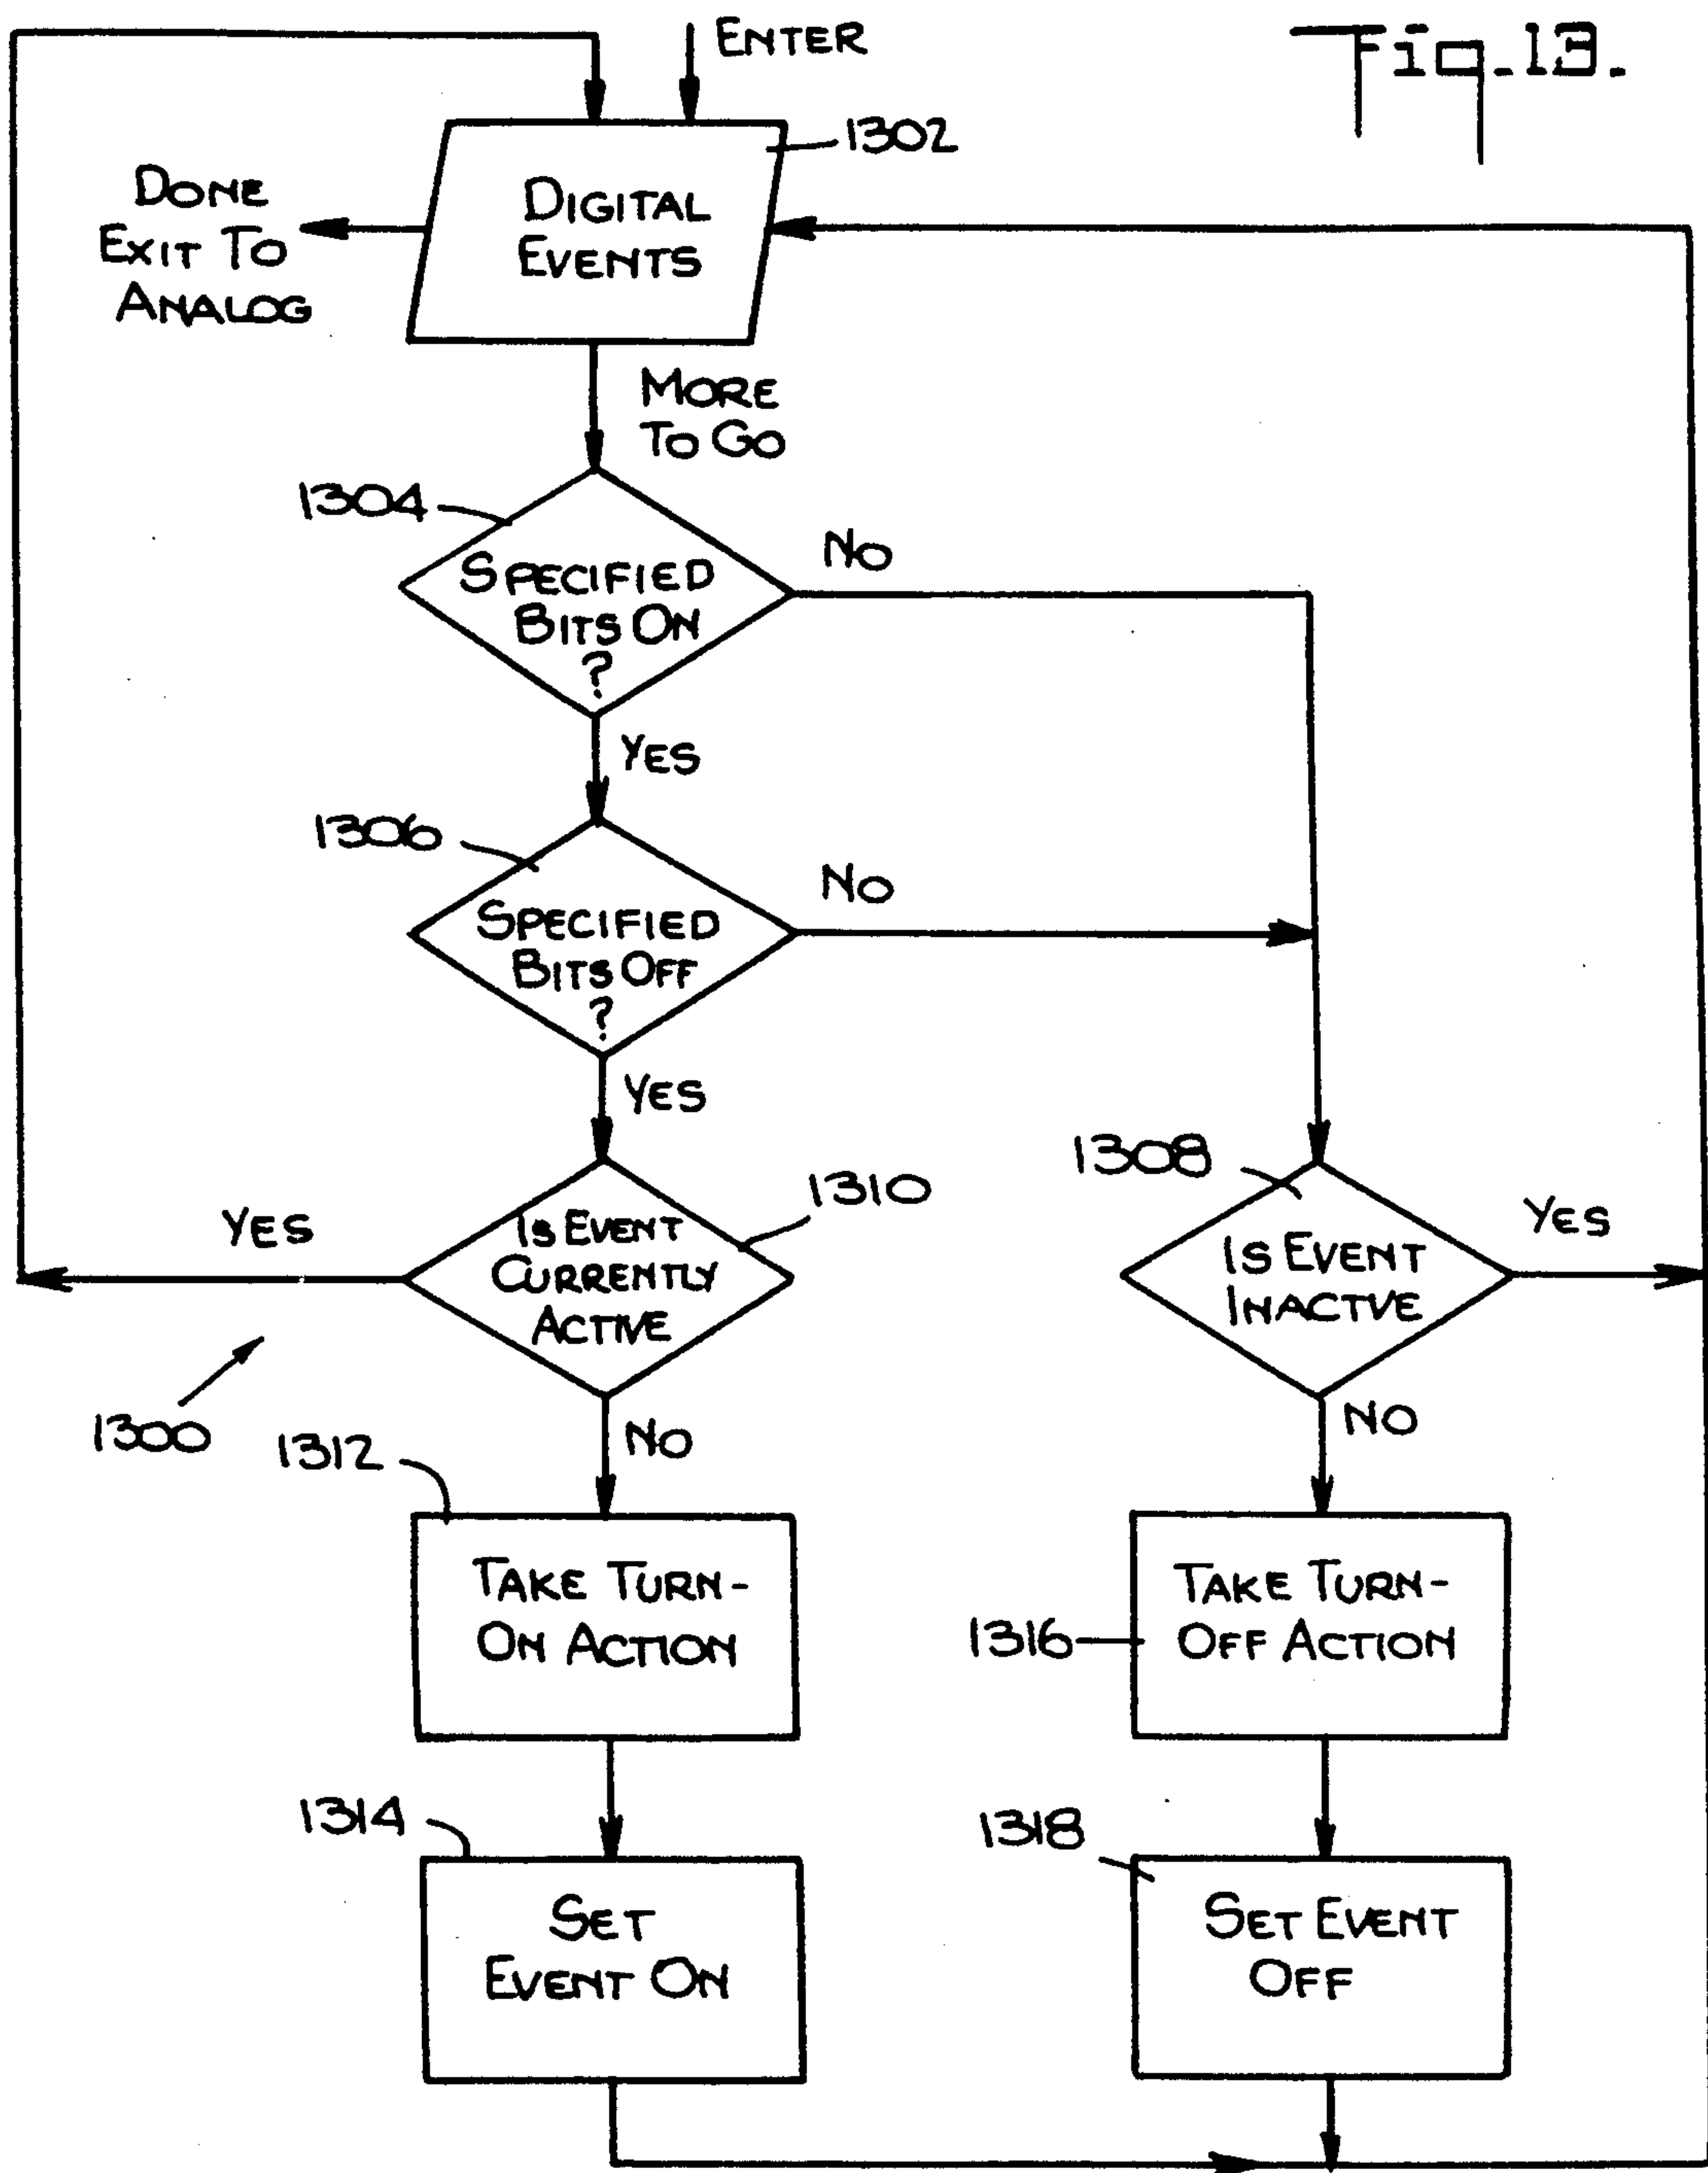 Fig. 13.
ENTER
1302
DIGITAL
EVENTS
DONE
EXIT TO
ANALOG
MORE
TO GO
1304
SPECIFIED
BITS ON
?
NO
YES
1306
SPECIFIED
BITS OFF
?
NO
YES
1310
IS EVENT
CURRENTLY
ACTIVE
YES
NO
1308
IS EVENT
INACTVE
YES
NO
1300
1312
TAKE TURN-
ON ACTION
1316
TAKE TURN-
OFF ACTION
1314
SET
EVENT ON
1318
SET EVENT
OFF